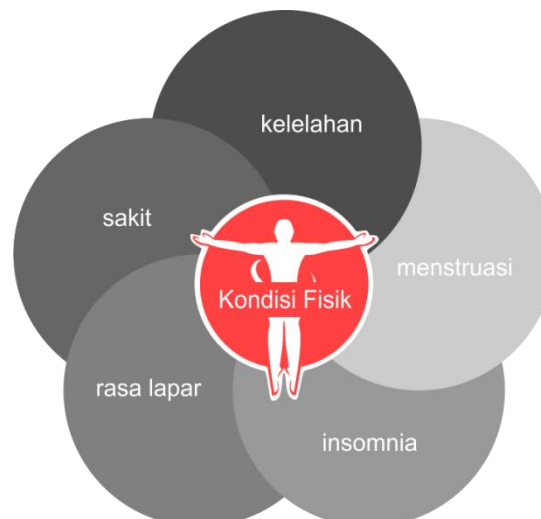 kelelahan
sakit
menstruasi
Kondisi Fisik
rasa lapar
insomnia